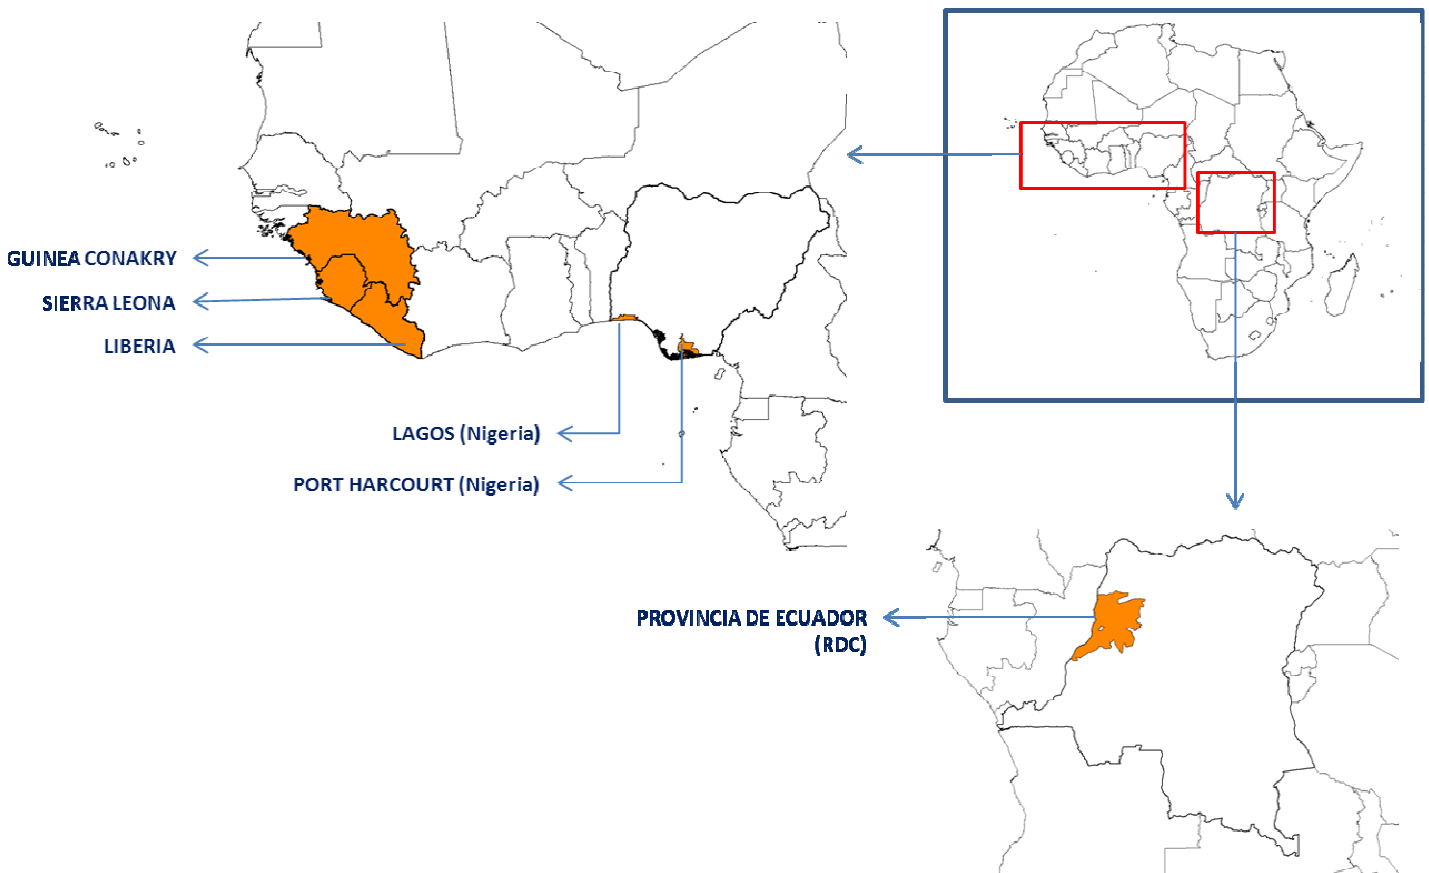 GUINEA CONAKRY
SIERRA LEONA
LIBERIA
LAGOS (Nigeria)
PORT HARCOURT (Nigeria)
PROVINCIA DE ECUADOR
(RDC)